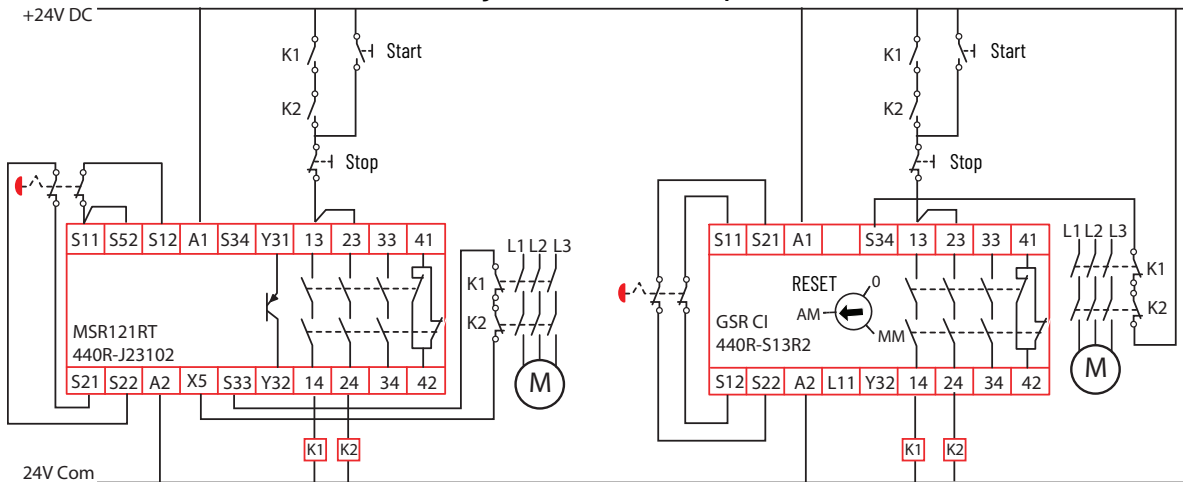 +24V DC
K1
Start
K2
Stop
S11 S52 S12 A1 S34 Y31 13 23 33 41
L1 L2 L3
K1
K2
MSR121RT
440R-J23102
S21 S22 A2 X5 S33 Y32 14 24 34 42
M
K1 K2
24V Com
K1
Start
K2
Stop
S11 S21 A1 S34 13 23 33 41
L1 L2 L3
K1
K2
RESET
0
AM
MM
GSR CI
440R-S13R2
S12 S22 A2 L11 Y32 14 24 34 42
M
K1 K2